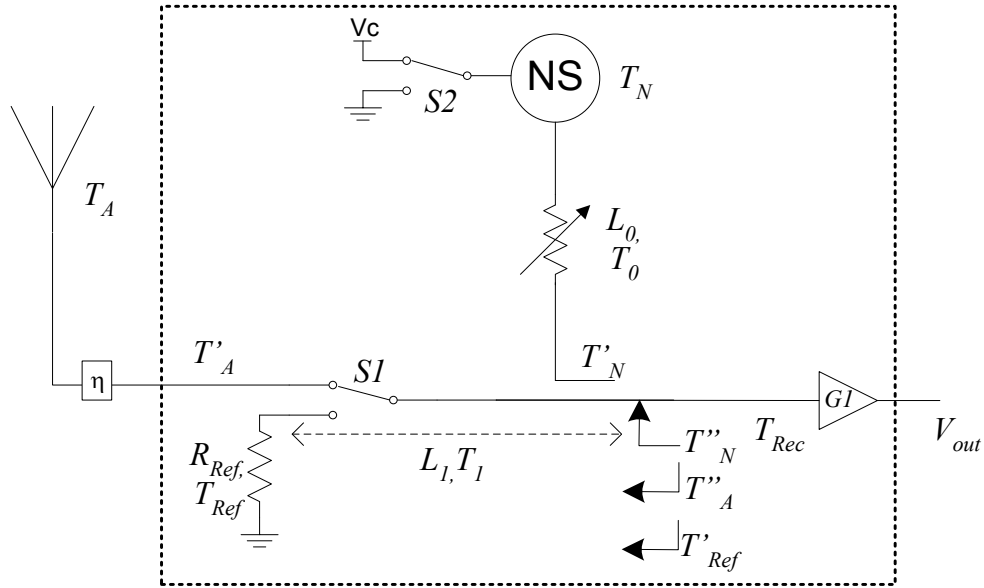 Vc
NS
T_N
S2
T_A
L_0,
T_0
T'_N
T'_A
S1
η
G1
T_Rec
V_out
L_1,T_1
R_Ref,
T_Ref
T''_N
T''_A
T'_Ref